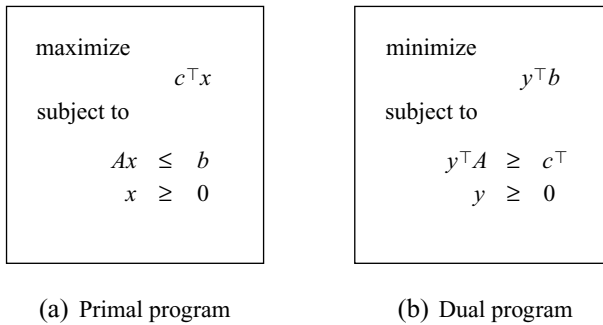 maximize
c⊤x
subject to
Ax ≤ b
x ≥ 0
(a) Primal program
minimize
y⊤b
subject to
y⊤A ≥ c⊤
y ≥ 0
(b) Dual program